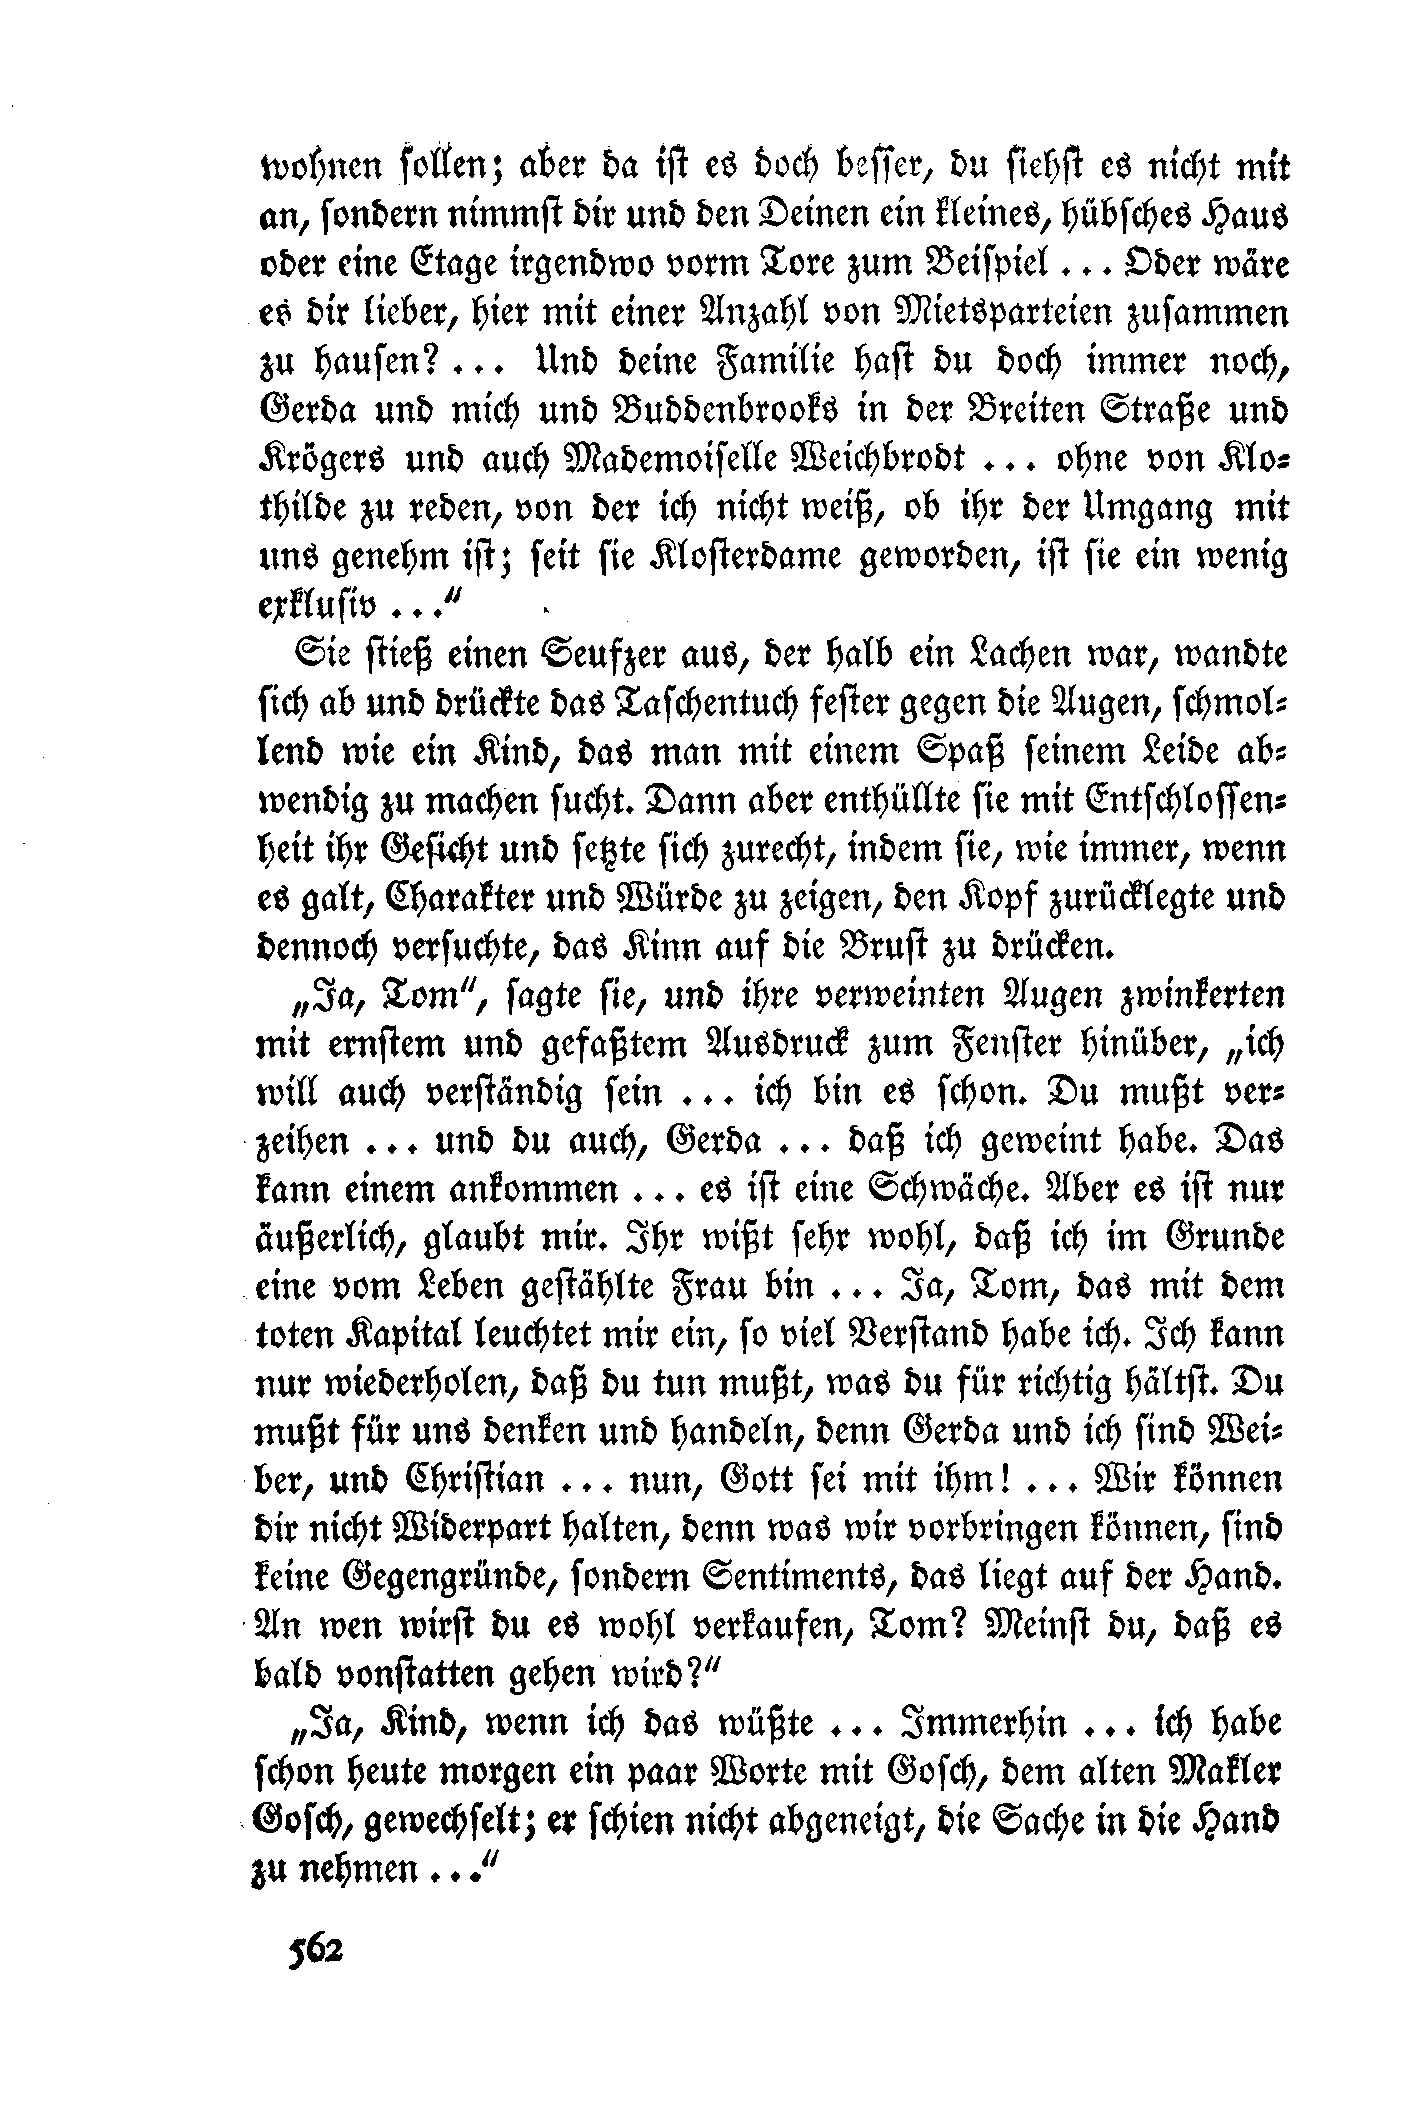 wohnen sollen; aber da ist es doch besser, du siehst es nicht mit
an, sondern nimmst dir und den Deinen ein kleines, hübsches Haus
oder eine Etage irgendwo vorm Tore zum Beispiel ... Oder wäre
es dir lieber, hier mit einer Anzahl von Mietsparteien zusammen
zu hausen? ... Und deine Familie hast du doch immer noch,
Gerda und mich und Buddenbrooks in der Breiten Straße und
Krögers und auch Mademoiselle Weichbrodt ... ohne von Klo-
thilde zu reden, von der ich nicht weiß, ob ihr der Umgang mit
uns genehm ist; seit sie Klosterdame geworden, ist sie ein wenig
exklusiv ...“
Sie stieß einen Seufzer aus, der halb ein Lachen war, wandte
sich ab und drückte das Taschentuch fester gegen die Augen, schmol-
lend wie ein Kind, das man mit einem Spaß seinem Leide ab-
wendig zu machen sucht. Dann aber enthüllte sie mit Entschlossen-
heit ihr Gesicht und setzte sich zurecht, indem sie, wie immer, wenn
es galt, Charakter und Würde zu zeigen, den Kopf zurücklegte und
dennoch versuchte, das Kinn auf die Brust zu drücken.
„Ja, Tom“, sagte sie, und ihre verweinten Augen zwinkerten
mit ernstem und gefaßtem Ausdruck zum Fenster hinüber, „ich
will auch verständig sein ... ich bin es schon. Du mußt ver-
zeihen ... und du auch, Gerda ... daß ich geweint habe. Das
kann einem ankommen ... es ist eine Schwäche. Aber es ist nur
äußerlich, glaubt mir. Ihr wißt sehr wohl, daß ich im Grunde
eine vom Leben gestählte Frau bin ... Ja, Tom, das mit dem
toten Kapital leuchtet mir ein, so viel Verstand habe ich. Ich kann
nur wiederholen, daß du tun mußt, was du für richtig hältst. Du
mußt für uns denken und handeln, denn Gerda und ich sind Wei-
ber, und Christian ... nun, Gott sei mit ihm! ... Wir können
dir nicht Widerpart halten, denn was wir vorbringen können, sind
keine Gegengründe, sondern Sentiments, das liegt auf der Hand.
An wen wirst du es wohl verkaufen, Tom? Meinst du, daß es
bald vonstatten gehen wird?“
„Ja, Kind, wenn ich das wüßte ... Immerhin ... ich habe
schon heute morgen ein paar Worte mit Gosch, dem alten Makler
Gosch, gewechselt; er schien nicht abgeneigt, die Sache in die Hand
zu nehmen ...“
562